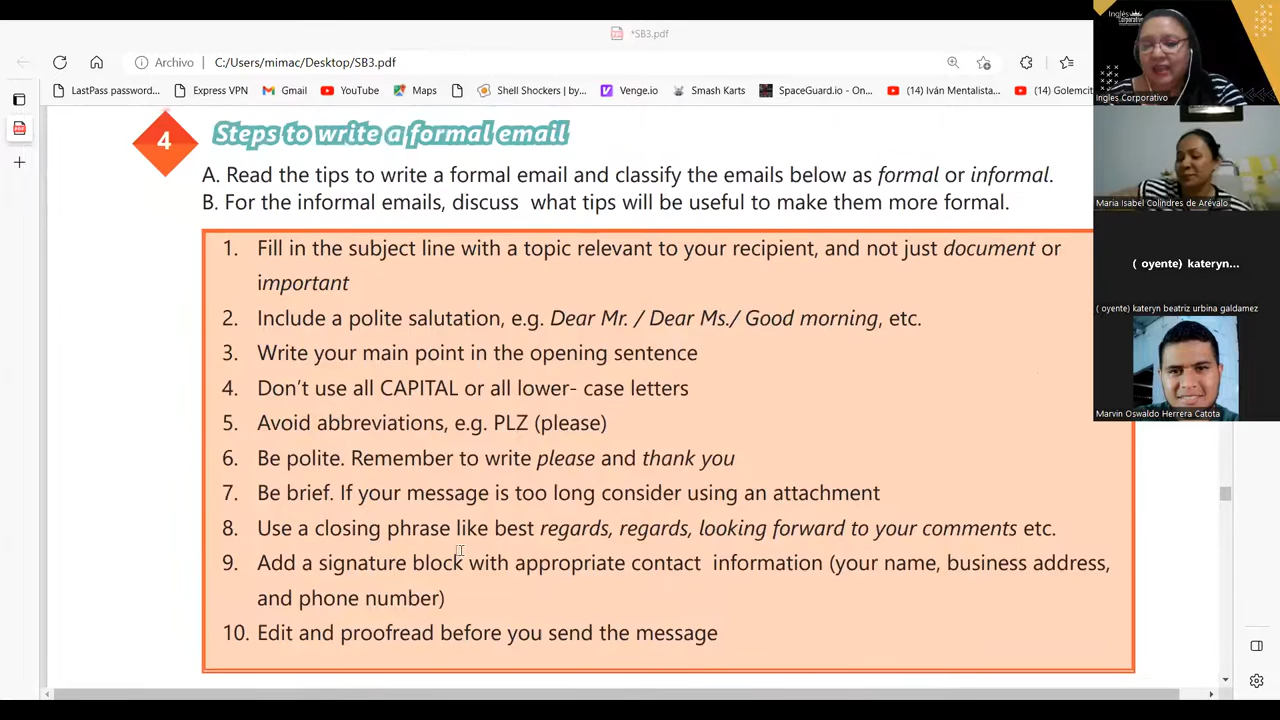 *SB3.pdf
Archivo | C:/Users/mimac/Desktop/SB3.pdf
LastPass password... Express VPN Gmail YouTube Maps Shell Shockers | by... Venge.io Smash Karts SpaceGuard.io - On... (14) Iván Mentalista... (14) Golemcit
4 Steps to write a formal email
A. Read the tips to write a formal email and classify the emails below as formal or informal.
B. For the informal emails, discuss what tips will be useful to make them more formal.
1. Fill in the subject line with a topic relevant to your recipient, and not just document or
important
2. Include a polite salutation, e.g. Dear Mr. / Dear Ms./ Good morning, etc.
3. Write your main point in the opening sentence
4. Don't use all CAPITAL or all lower- case letters
5. Avoid abbreviations, e.g. PLZ (please)
6. Be polite. Remember to write please and thank you
7. Be brief. If your message is too long consider using an attachment
8. Use a closing phrase like best regards, regards, looking forward to your comments etc.
9. Add a signature block with appropriate contact information (your name, business address,
and phone number)
10. Edit and proofread before you send the message
Inglés
Corporativo
Ingles Corporativo
Maria Isabel Colindres de Arévalo
( oyente) kateryn...
( oyente) kateryn beatriz urbina galdamez
Marvin Oswaldo Herrera Catota